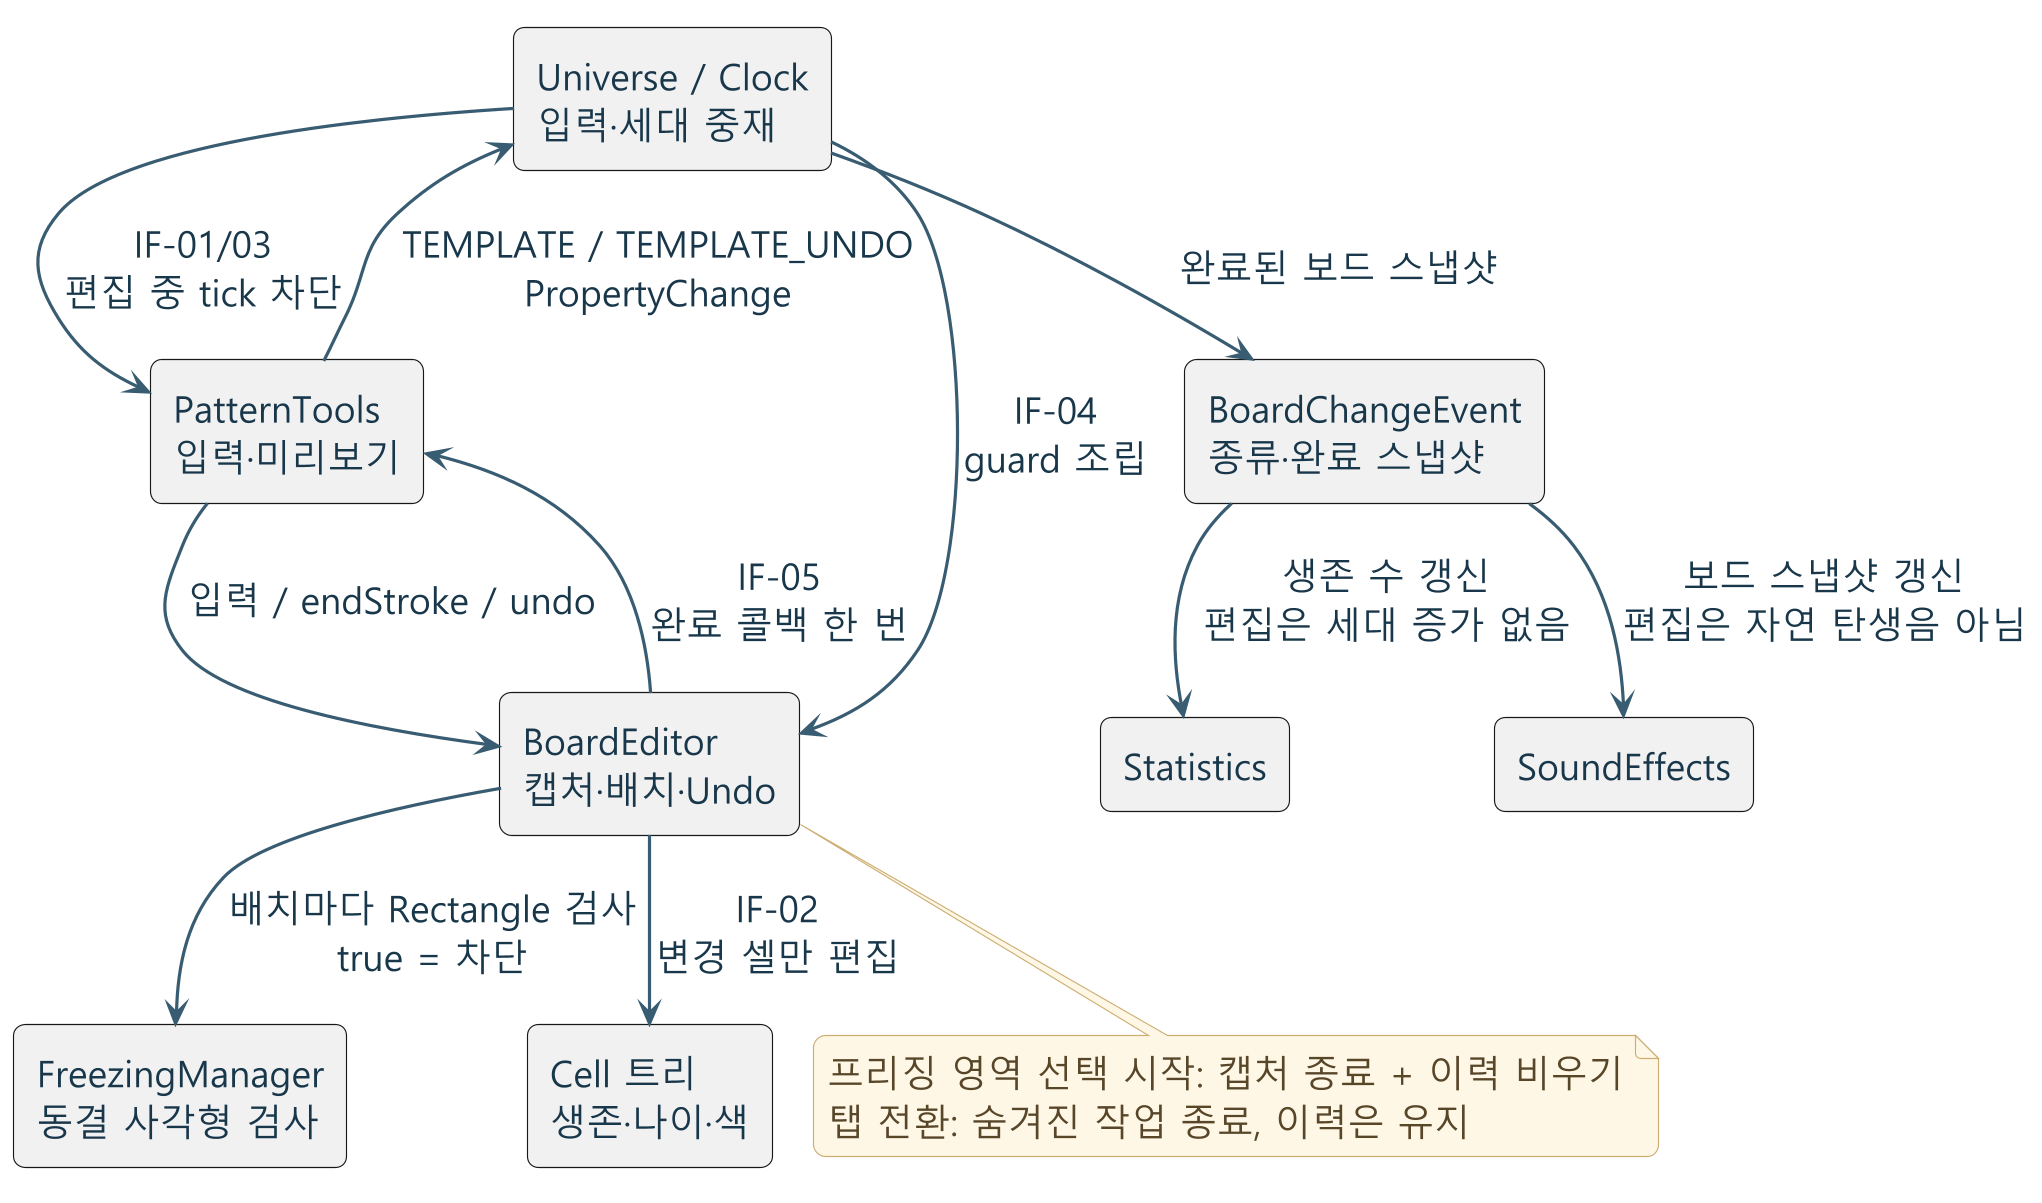 Universe / Clock
입력·세대 중재
IF-01/03
편집 중 tick 차단
TEMPLATE / TEMPLATE_UNDO
PropertyChange
완료된 보드 스냅샷
PatternTools
입력·미리보기
IF-04
guard 조립
BoardChangeEvent
종류·완료 스냅샷
입력 / endStroke / undo
IF-05
완료 콜백 한 번
생존 수 갱신
편집은 세대 증가 없음
보드 스냅샷 갱신
편집은 자연 탄생음 아님
BoardEditor
캡처·배치·Undo
Statistics
SoundEffects
배치마다 Rectangle 검사
true = 차단
IF-02
변경 셀만 편집
FreezingManager
동결 사각형 검사
Cell 트리
생존·나이·색
프리징 영역 선택 시작: 캡처 종료 + 이력 비우기
탭 전환: 숨겨진 작업 종료, 이력은 유지